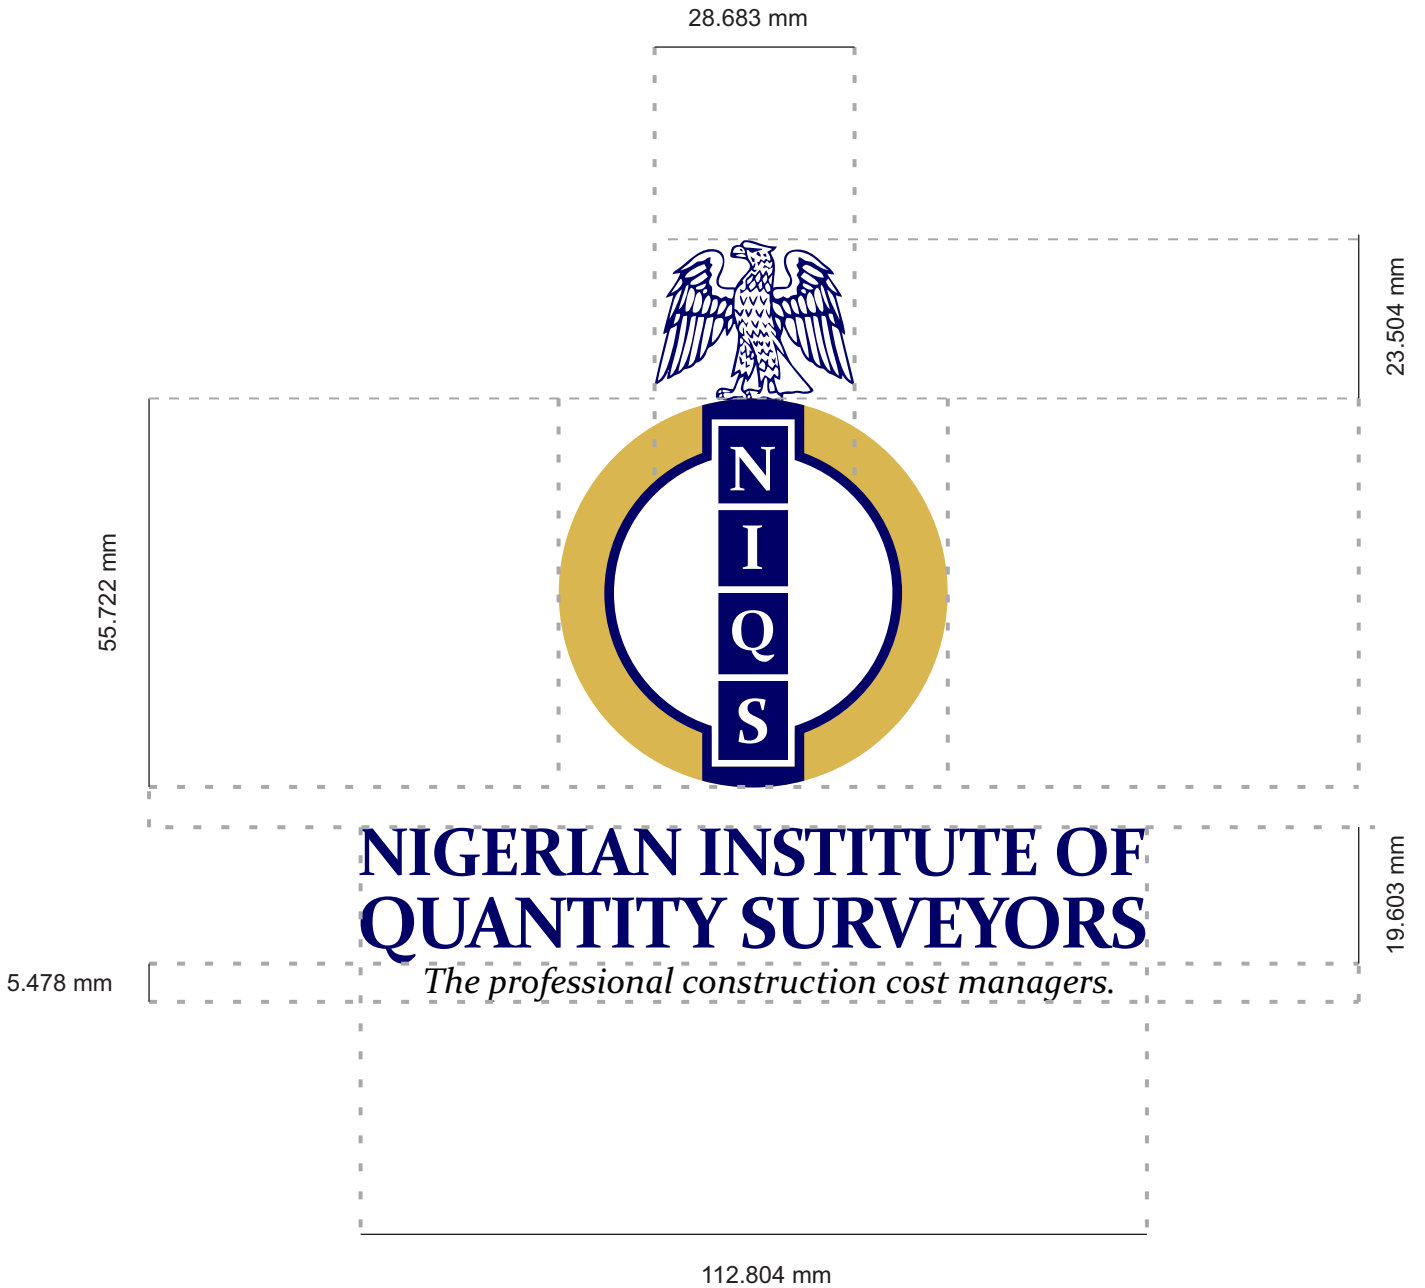 28.683 mm
23.504 mm
55.722 mm
N
I
Q
S
NIGERIAN INSTITUTE OF
QUANTITY SURVEYORS
19.603 mm
The professional construction cost managers.
5.478 mm
112.804 mm